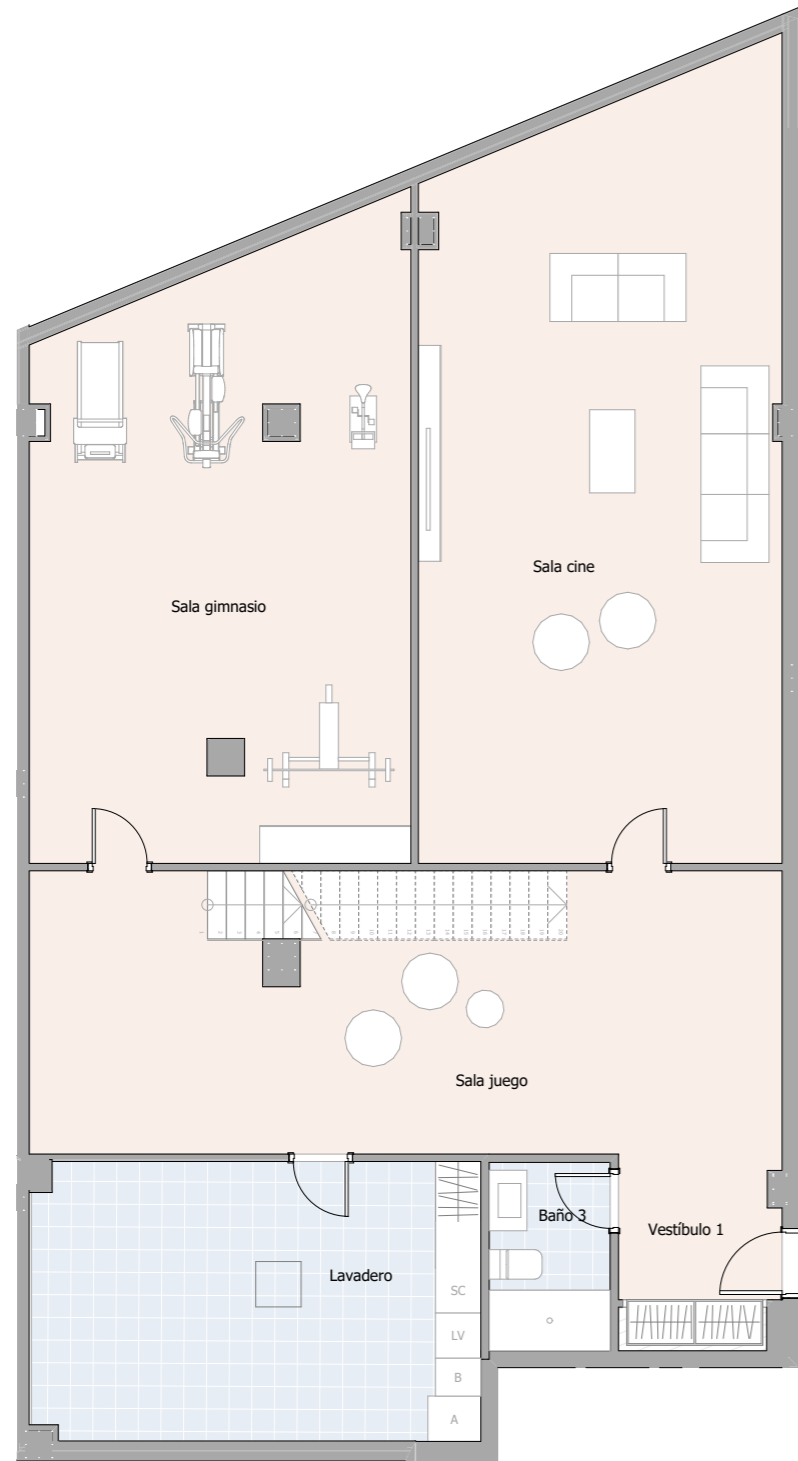 Sala cine
Sala gimnasio
Sala juego
Baño 3
Vestíbulo 1
Lavadero
SC
LV
B
A